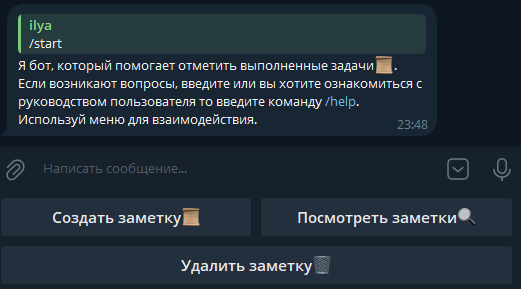 ilya
/start
Я бот, который помогает отметить выполненные задачи📜.
Если возникают вопросы, введите или вы хотите ознакомиться с
руководством пользователя то введите команду /help.
Используй меню для взаимодействия.
23:48
Написать сообщение...
Создать заметку📜
Посмотреть заметки🔍
Удалить заметку🗑